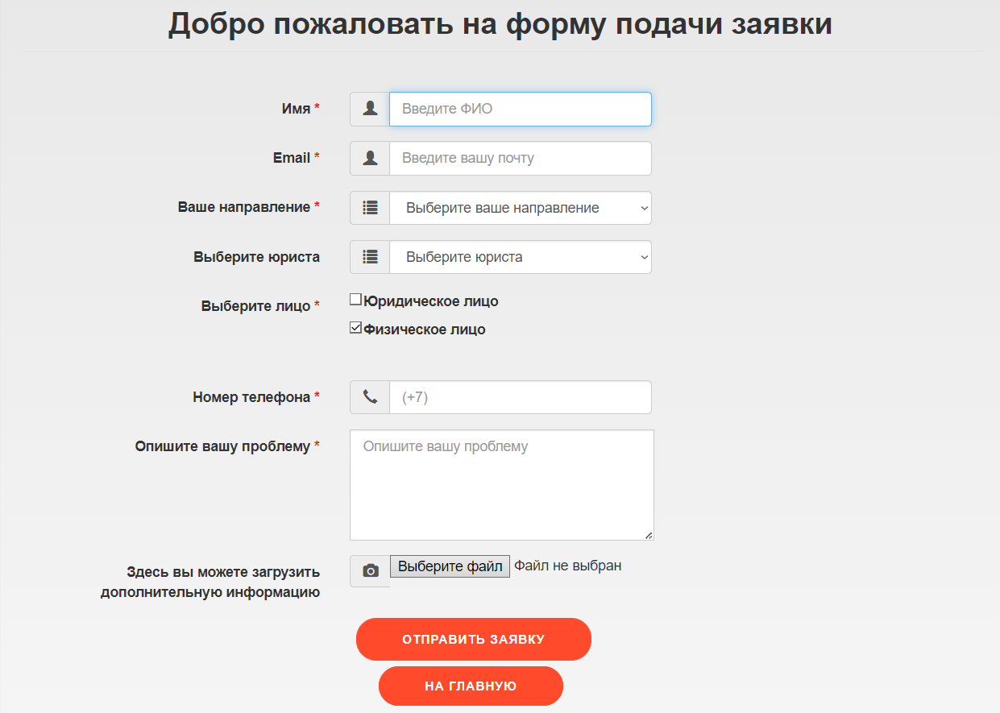 Добро пожаловать на форму подачи заявки
Имя *
Введите ФИО
Email *
Введите вашу почту
Ваше направление *
Выберите ваше направление
Выберите юриста
Выберите юриста
Выберите лицо *
Юридическое лицо
Физическое лицо
Номер телефона *
(+7)
Опишите вашу проблему *
Опишите вашу проблему
Здесь вы можете загрузить
дополнительную информацию
Выберите файл Файл не выбран
ОТПРАВИТЬ ЗАЯВКУ
НА ГЛАВНУЮ